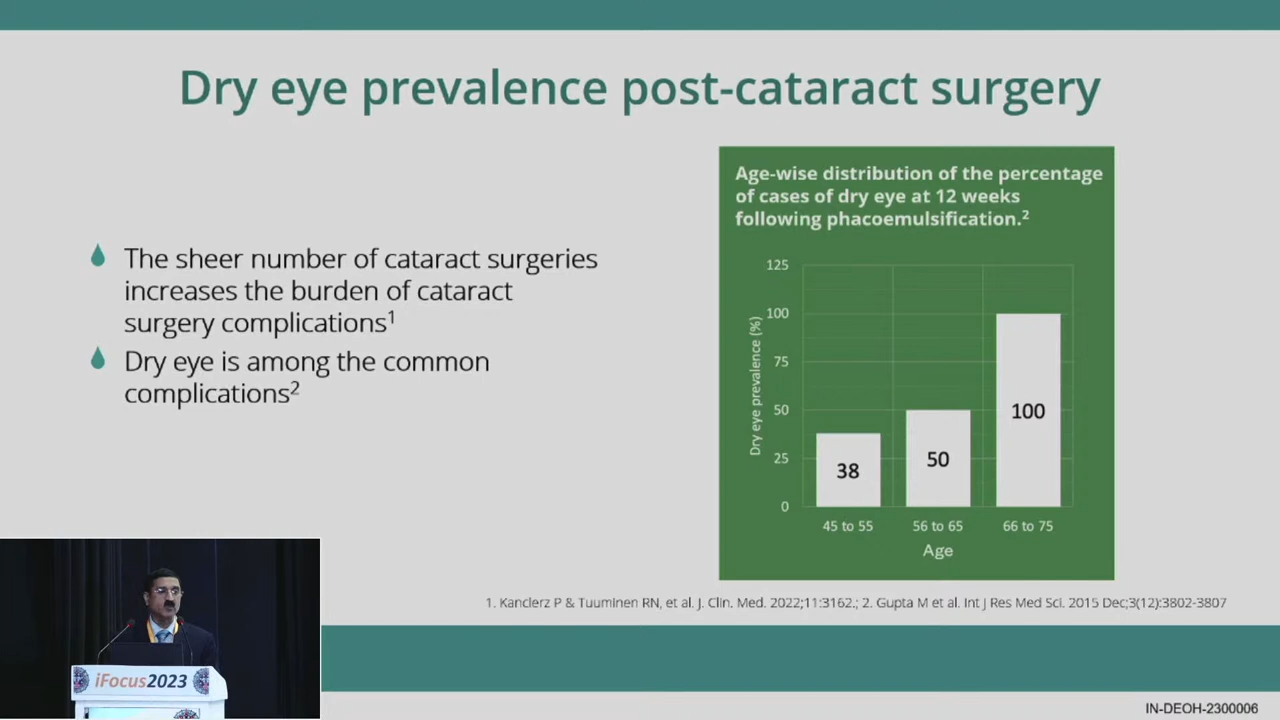 Dry eye prevalence post-cataract surgery
The sheer number of cataract surgeries
increases the burden of cataract
surgery complications1
Dry eye is among the common
complications2
Age-wise distribution of the percentage
of cases of dry eye at 12 weeks
following phacoemulsification.2
Dry eye prevalence (%)
125
100
75
50
25
0
38
50
100
45 to 55
56 to 65
66 to 75
Age
1. Kanclerz P & Tuuminen RN, et al. J. Clin. Med. 2022;11:3162.; 2. Gupta M et al. Int J Res Med Sci. 2015 Dec;3(12):3802-3807
iFocus2023
IN-DEOH-2300006